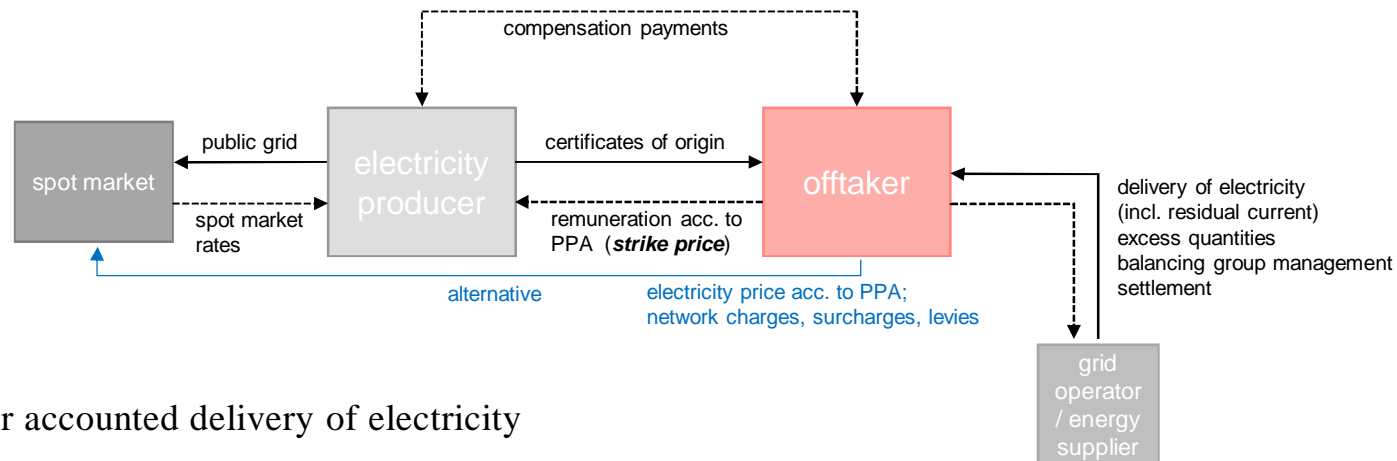 compensation payments
public grid
certificates of origin
spot market
electricity
producer
offtaker
spot market
rates
remuneration acc. to
PPA (strike price)
delivery of electricity
(incl. residual current)
excess quantities
balancing group management
settlement
alternative
electricity price acc. to PPA;
network charges, surcharges, levies
grid
operator
/ energy
supplier
r accounted delivery of electricity